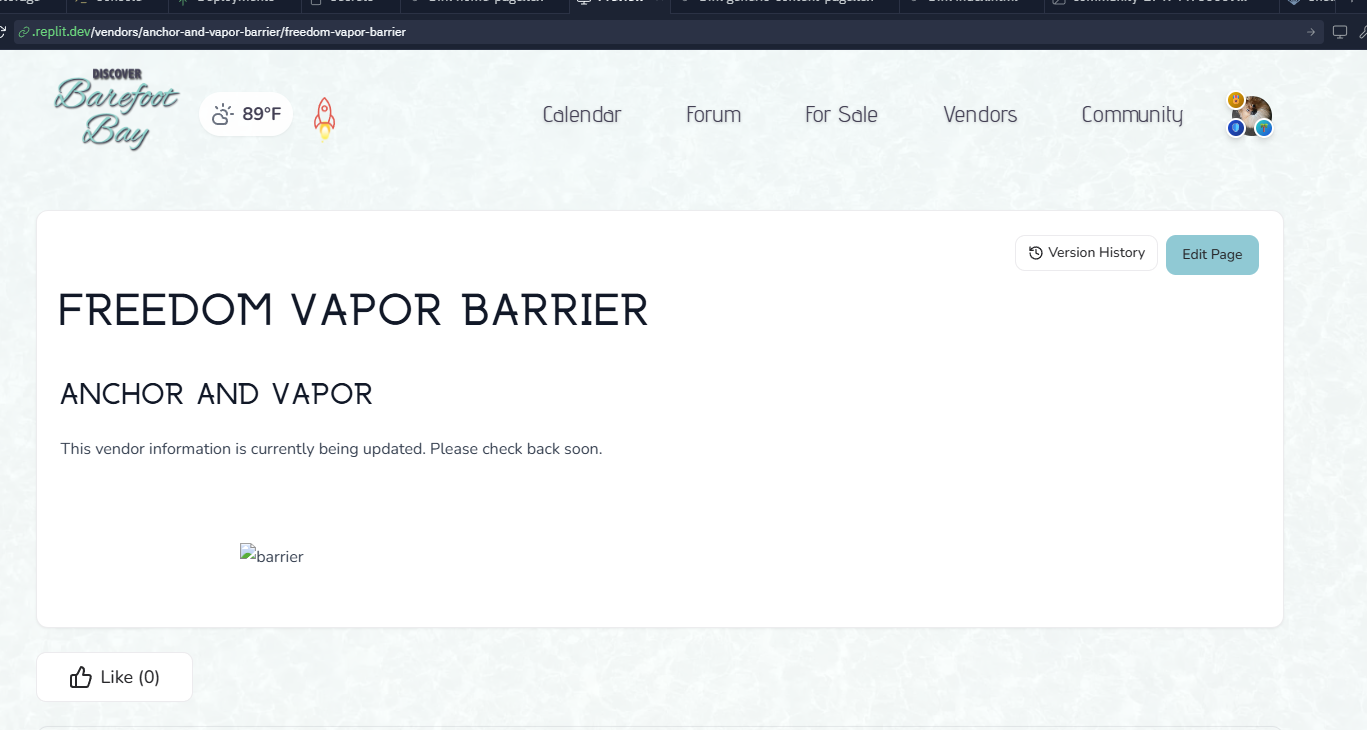 .replit.dev/vendors/anchor-and-vapor-barrier/freedom-vapor-barrier
DISCOVER
Barefoot
Bay
89°F
Calendar
Forum
For Sale
Vendors
Community
Version History
Edit Page
FREEDOM VAPOR BARRIER
ANCHOR AND VAPOR
This vendor information is currently being updated. Please check back soon.
barrier
Like (0)